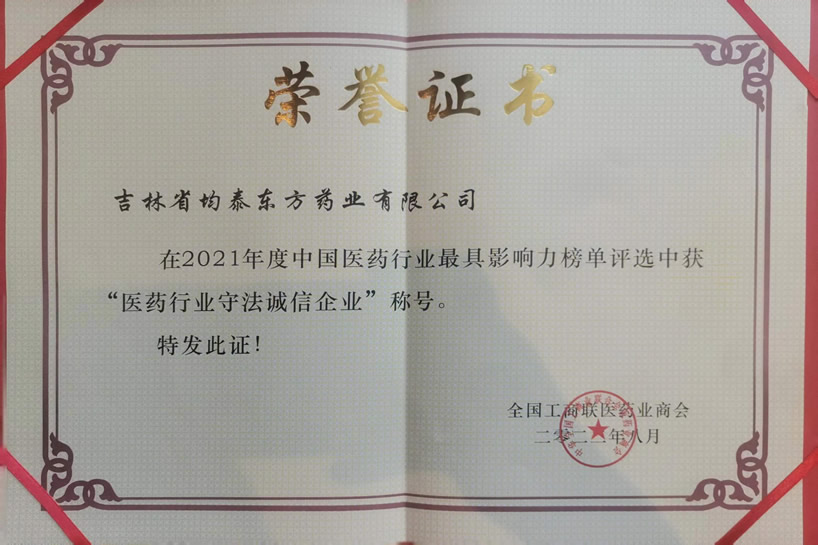 荣誉证书
吉林省均泰东方药业有限公司
在2021年度中国医药行业最具影响力榜单评选中获
“医药行业守法诚信企业”称号。
特发此证!
全国工商联医药业商会
二零二二年八月